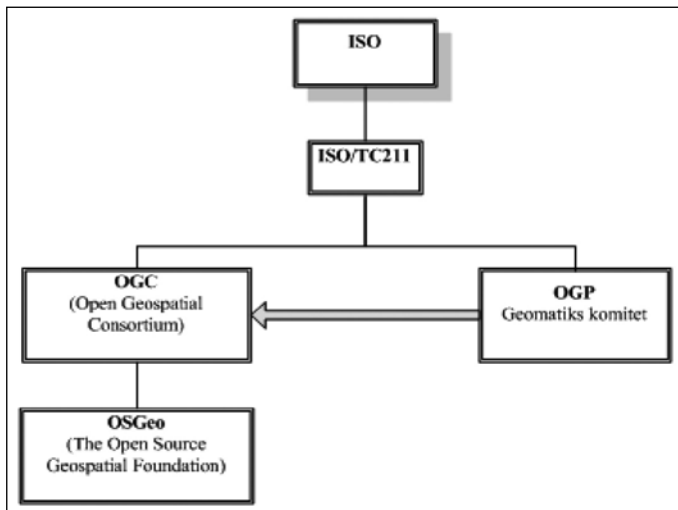 ISO
ISO/TC211
OGC
(Open Geospatial
Consortium)
OGP
Geomatiks komitet
OSGeo
(The Open Source
Geospatial Foundation)